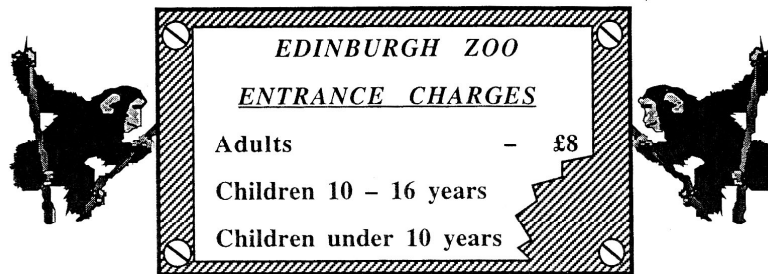 EDINBURGH ZOO
ENTRANCE CHARGES
Adults – £8
Children 10 – 16 years
Children under 10 years